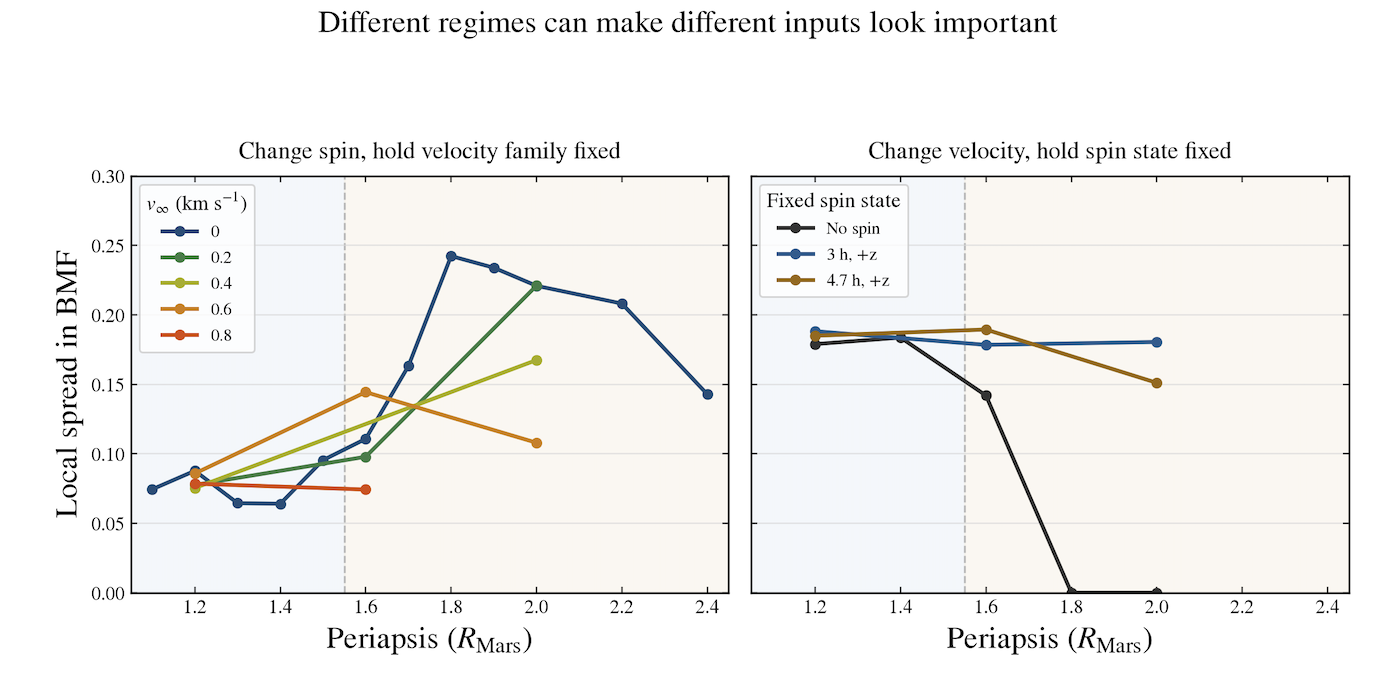 Different regimes can make different inputs look important
Change spin, hold velocity family fixed
Local spread in BMF
0.30
0.25
0.20
0.15
0.10
0.05
0.00
v∞ (km s⁻¹)
0
0.2
0.4
0.6
0.8
1.2 1.4 1.6 1.8 2.0 2.2 2.4
Periapsis (R_Mars)
Change velocity, hold spin state fixed
Fixed spin state
No spin
3 h, +z
4.7 h, +z
1.2 1.4 1.6 1.8 2.0 2.2 2.4
Periapsis (R_Mars)